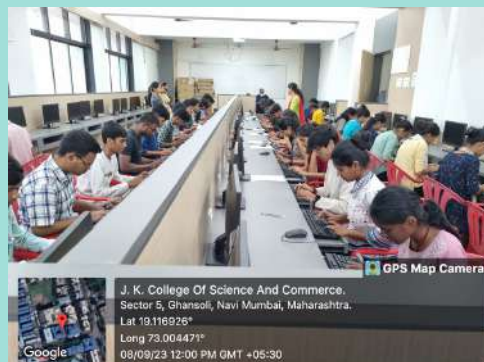 GPS Map Camera
J. K. College Of Science And Commerce.
Sector 5, Ghansoli, Navi Mumbai, Maharashtra.
Lat 19.116926°
Long 73.004471°
08/09/23 12:00 PM GMT +05:30
Google